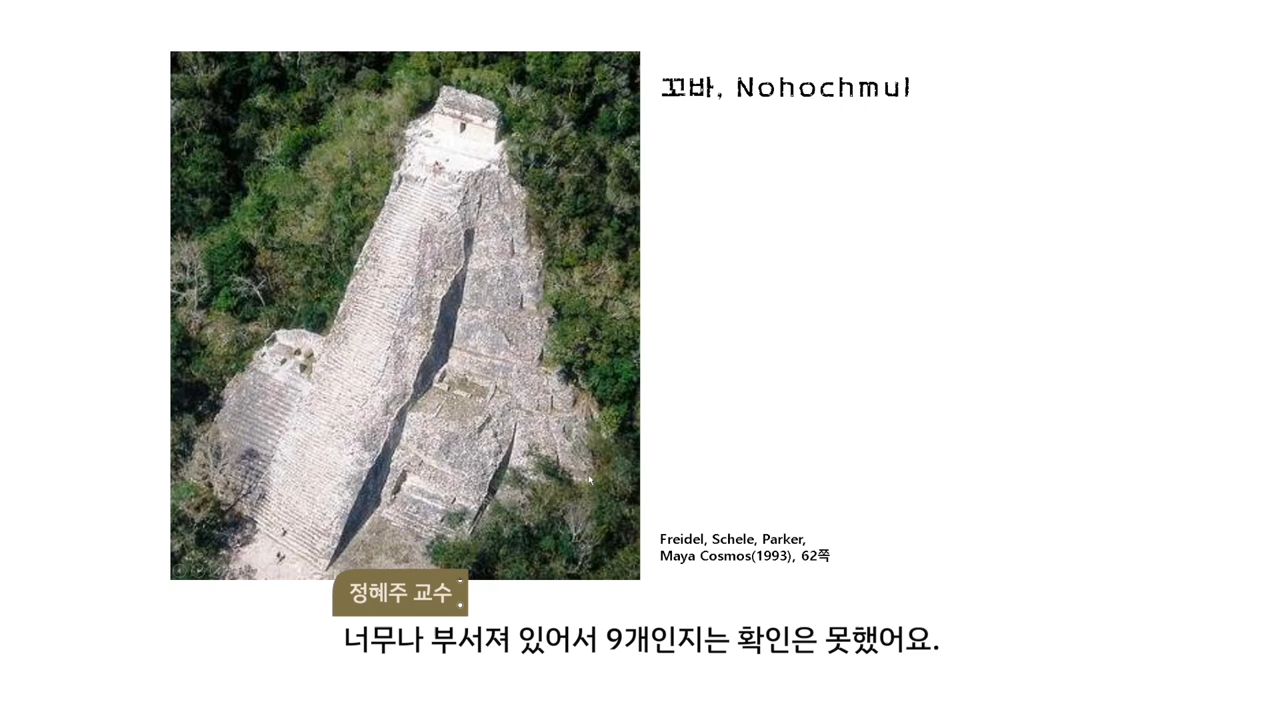 꼬바, Nohochmul
Freidel, Schele, Parker,
Maya Cosmos(1993), 62쪽
정혜주 교수
너무나 부서져 있어서 9개인지는 확인은 못했어요.